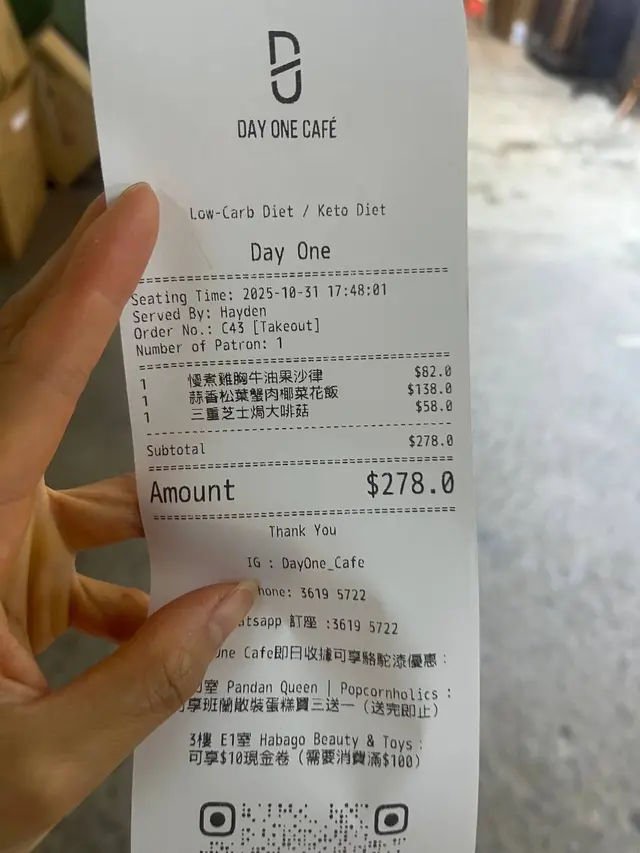 DAY ONE CAFÉ
Low-Carb Diet / Keto Diet
Day One
Seating Time: 2025-10-31 17:48:01
Served By: Hayden
Order No.: C43 [Takeout]
Number of Patron: 1
1 慢煮雞胸牛油果沙律 $82.0
1 蒜香松葉蟹肉椰菜花飯 $138.0
1 三重芝士焗大啡菇 $58.0
Subtotal $278.0
Amount $278.0
Thank You
IG : DayOne_Cafe
hone: 3619 5722
atsapp 訂座 :3619 5722
One Cafe即日收據可享駱駝漆優惠：
室 Pandan Queen | Popcornholics :
享班蘭散裝蛋糕買三送一（送完即止）
3樓 E1室 Habago Beauty & Toys :
可享$10現金卷（需要消費滿$100）